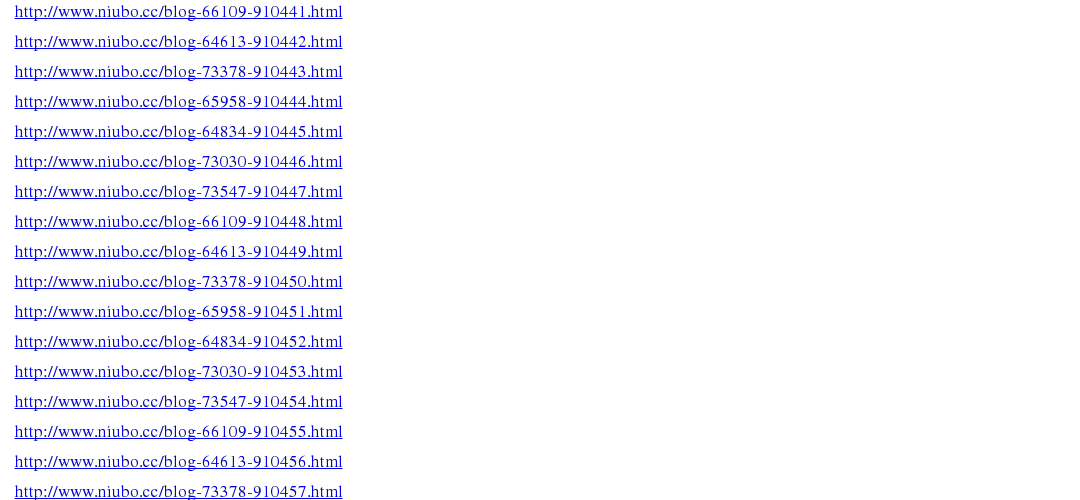 http://www.niubo.cc/blog-66109-910441.html
http://www.niubo.cc/blog-64613-910442.html
http://www.niubo.cc/blog-73378-910443.html
http://www.niubo.cc/blog-65958-910444.html
http://www.niubo.cc/blog-64834-910445.html
http://www.niubo.cc/blog-73030-910446.html
http://www.niubo.cc/blog-73547-910447.html
http://www.niubo.cc/blog-66109-910448.html
http://www.niubo.cc/blog-64613-910449.html
http://www.niubo.cc/blog-73378-910450.html
http://www.niubo.cc/blog-65958-910451.html
http://www.niubo.cc/blog-64834-910452.html
http://www.niubo.cc/blog-73030-910453.html
http://www.niubo.cc/blog-73547-910454.html
http://www.niubo.cc/blog-66109-910455.html
http://www.niubo.cc/blog-64613-910456.html
http://www.niubo.cc/blog-73378-910457.html